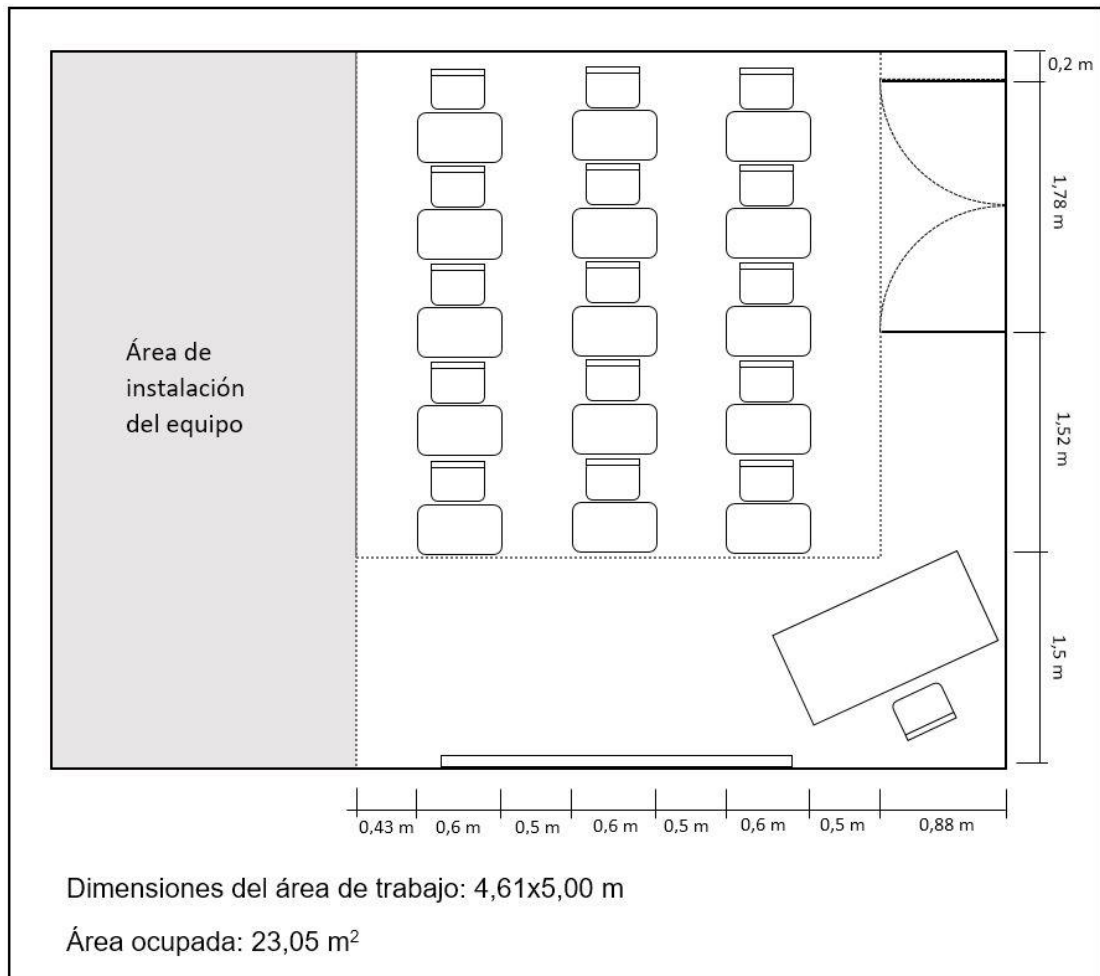 0,2 m
1,78 m
Área de
instalación
del equipo
1,52 m
1,5 m
0,43 m 0,6 m 0,5 m 0,6 m 0,5 m 0,6 m 0,5 m 0,88 m
Dimensiones del área de trabajo: 4,61x5,00 m
Área ocupada: 23,05 m²